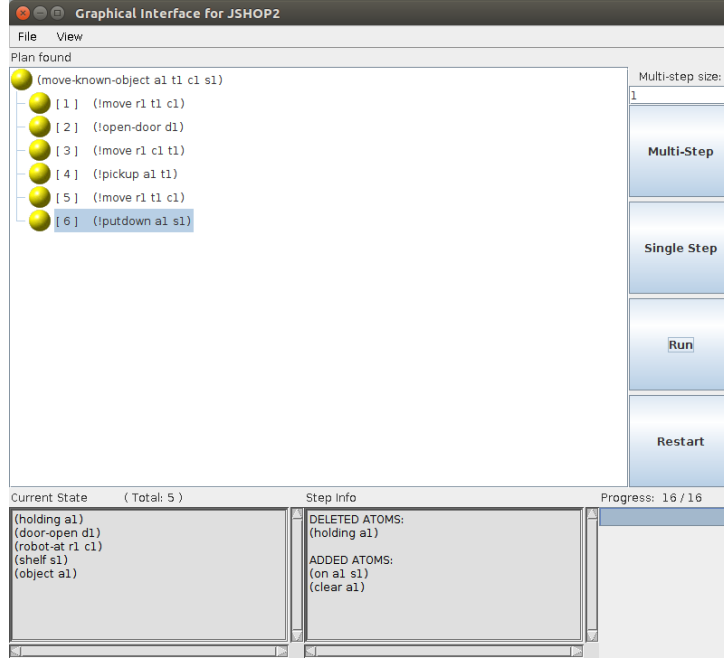 Graphical Interface for JSHOP2
File View
Plan found
(move-known-object a1 t1 c1 s1)
[ 1 ] (!move r1 t1 c1)
[ 2 ] (!open-door d1)
[ 3 ] (!move r1 c1 t1)
[ 4 ] (!pickup a1 t1)
[ 5 ] (!move r1 t1 c1)
[ 6 ] (!putdown a1 s1)
Multi-step size:
1
Multi-Step
Single Step
Run
Restart
Current State ( Total: 5 )
(holding a1)
(door-open d1)
(robot-at r1 c1)
(shelf s1)
(object a1)
Step Info
DELETED ATOMS:
(holding a1)
ADDED ATOMS:
(on a1 s1)
(clear a1)
Progress: 16 / 16